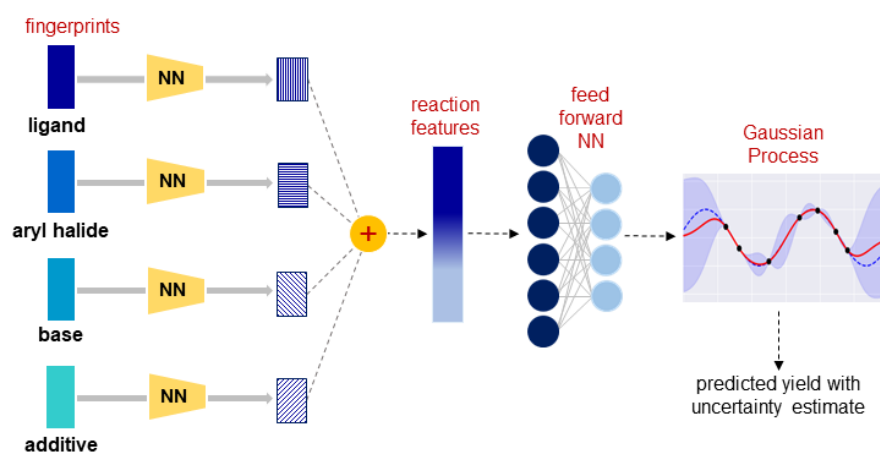 fingerprints
NN
ligand
NN
aryl halide
NN
base
NN
additive
+
reaction
features
feed
forward
NN
Gaussian
Process
predicted yield with
uncertainty estimate